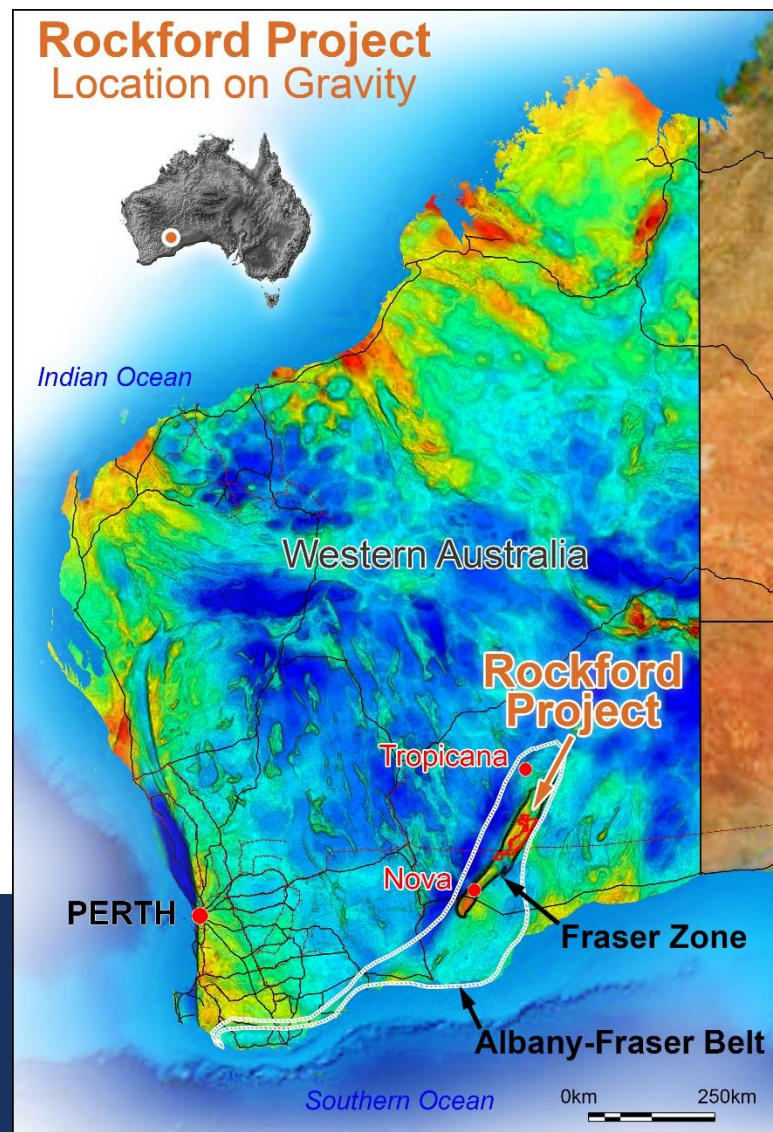 Rockford Project
Location on Gravity
Indian Ocean
Western Australia
Rockford
Project
Tropicana
Nova
PERTH
Fraser Zone
Albany-Fraser Belt
Southern Ocean
0km 250km